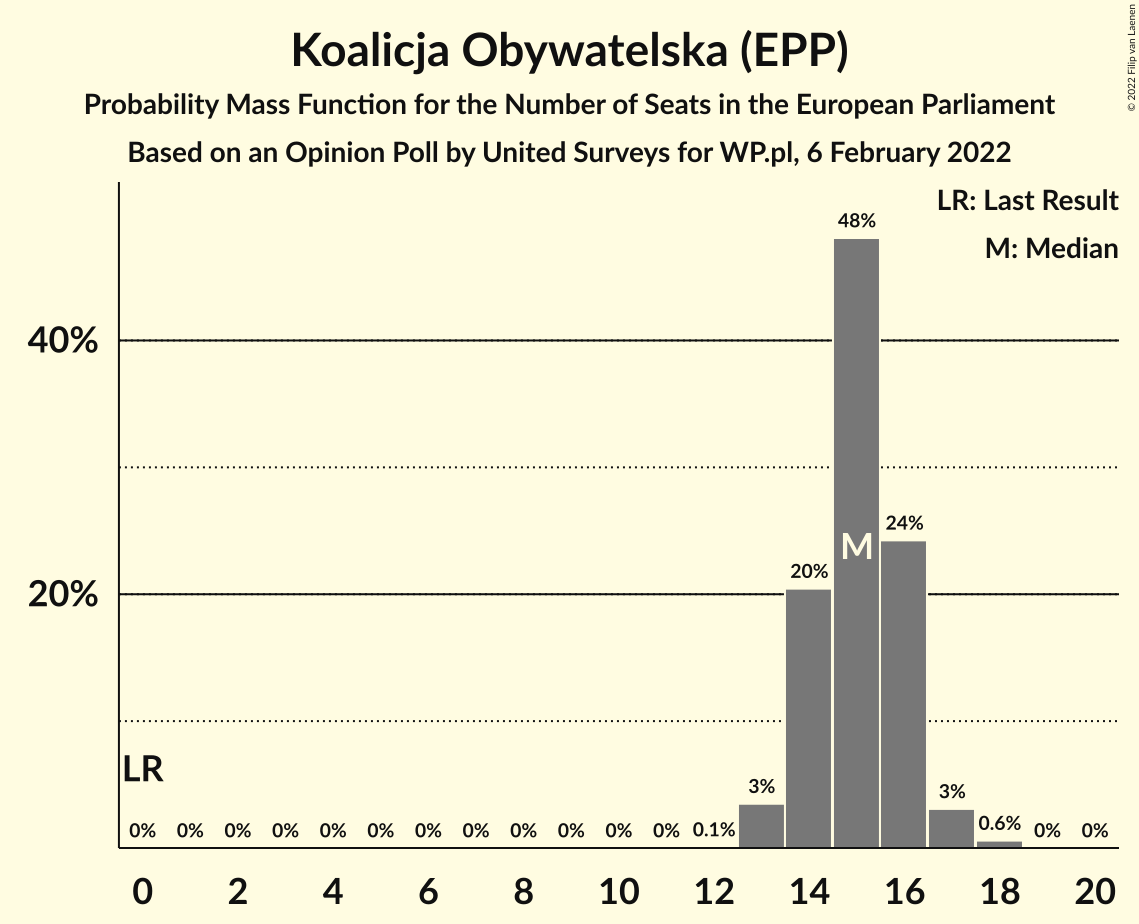 Koalicja Obywatelska (EPP)
Probability Mass Function for the Number of Seats in the European Parliament
Based on an Opinion Poll by United Surveys for WP.pl, 6 February 2022
© 2022 Filip van Laenen
LR: Last Result
M: Median
48%
40%
24%
M
20%
20%
LR
3%
3%
0% 0% 0% 0% 0% 0% 0% 0% 0% 0% 0% 0% 0.1% 0.6% 0% 0%
0 2 4 6 8 10 12 14 16 18 20